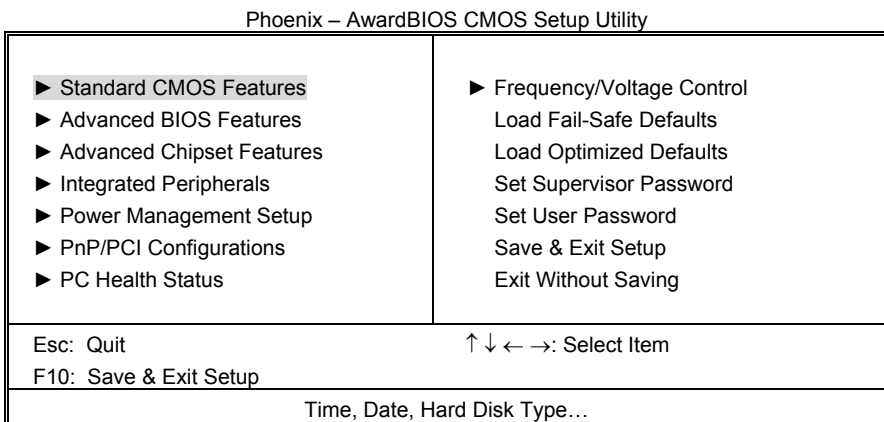 Phoenix – AwardBIOS CMOS Setup Utility
► Standard CMOS Features
► Advanced BIOS Features
► Advanced Chipset Features
► Integrated Peripherals
► Power Management Setup
► PnP/PCI Configurations
► PC Health Status
► Frequency/Voltage Control
Load Fail-Safe Defaults
Load Optimized Defaults
Set Supervisor Password
Set User Password
Save & Exit Setup
Exit Without Saving
Esc: Quit
↑↓←→: Select Item
F10: Save & Exit Setup
Time, Date, Hard Disk Type…